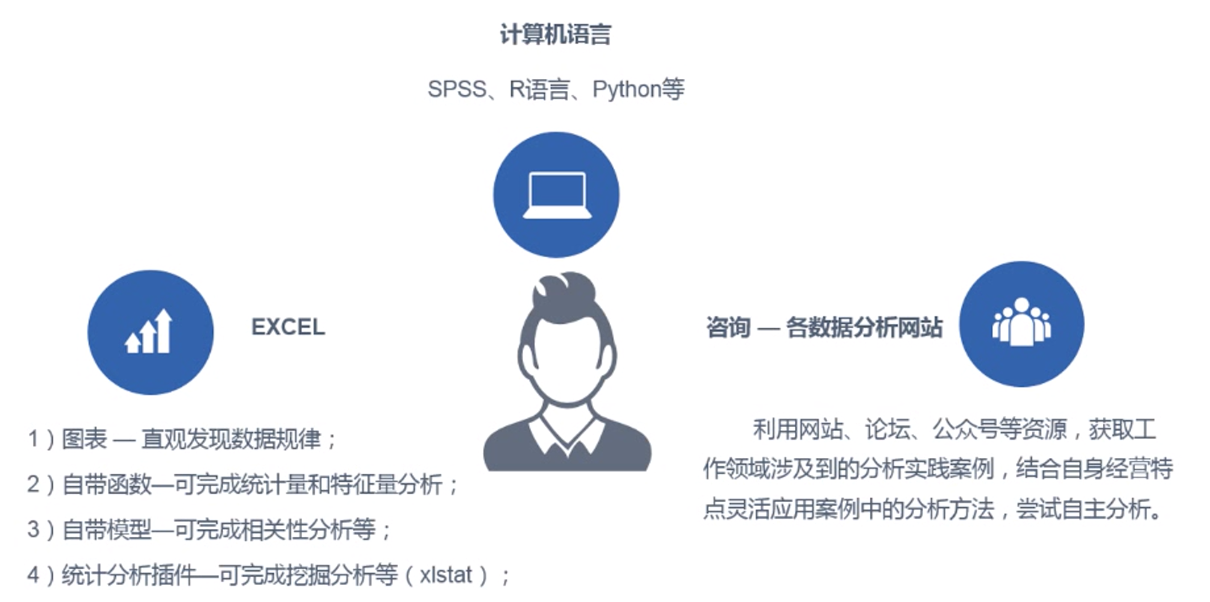 计算机语言
SPSS、R语言、Python等
EXCEL
1）图表 — 直观发现数据规律；
2）自带函数—可完成统计量和特征量分析；
3）自带模型—可完成相关性分析等；
4）统计分析插件—可完成挖掘分析等（xlstat）；
咨询 — 各数据分析网站
利用网站、论坛、公众号等资源，获取工
作领域涉及到的分析实践案例，结合自身经营特
点灵活应用案例中的分析方法，尝试自主分析。